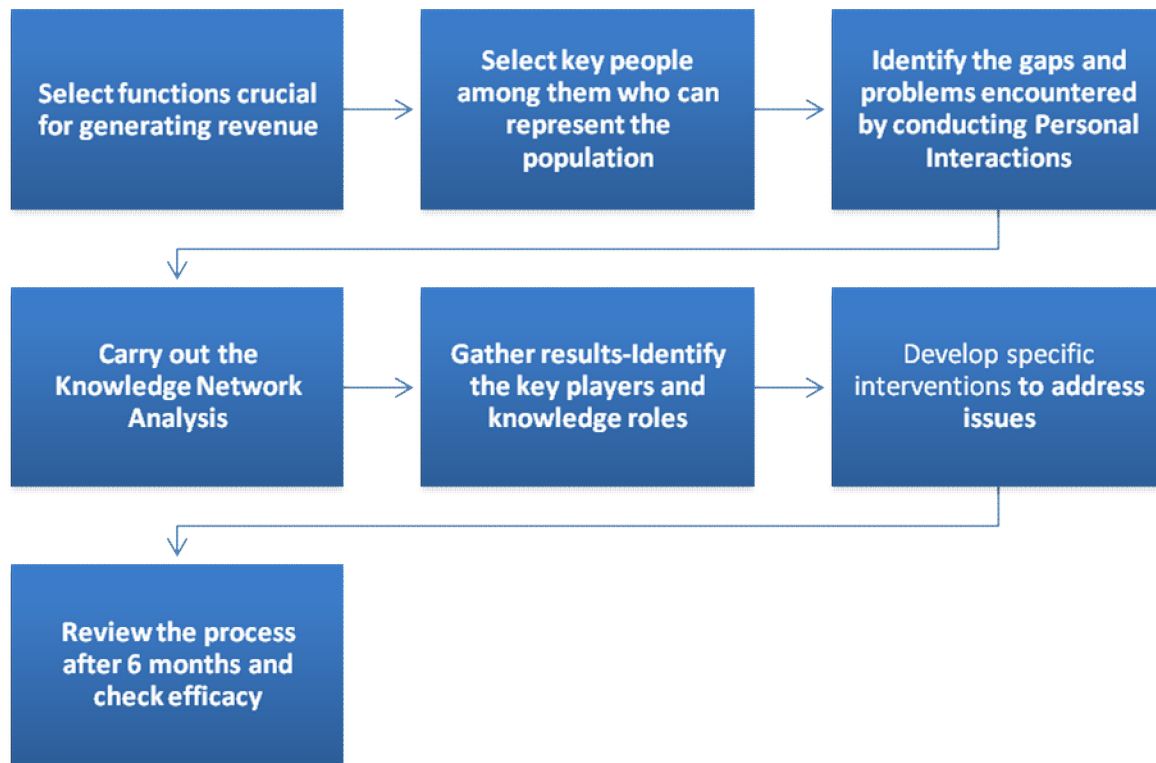 Select functions crucial
for generating revenue
Select key people
among them who can
represent the
population
Identify the gaps and
problems encountered
by conducting Personal
Interactions
Carry out the
Knowledge Network
Analysis
Gather results-Identify
the key players and
knowledge roles
Develop specific
interventions to address
issues
Review the process
after 6 months and
check efficacy